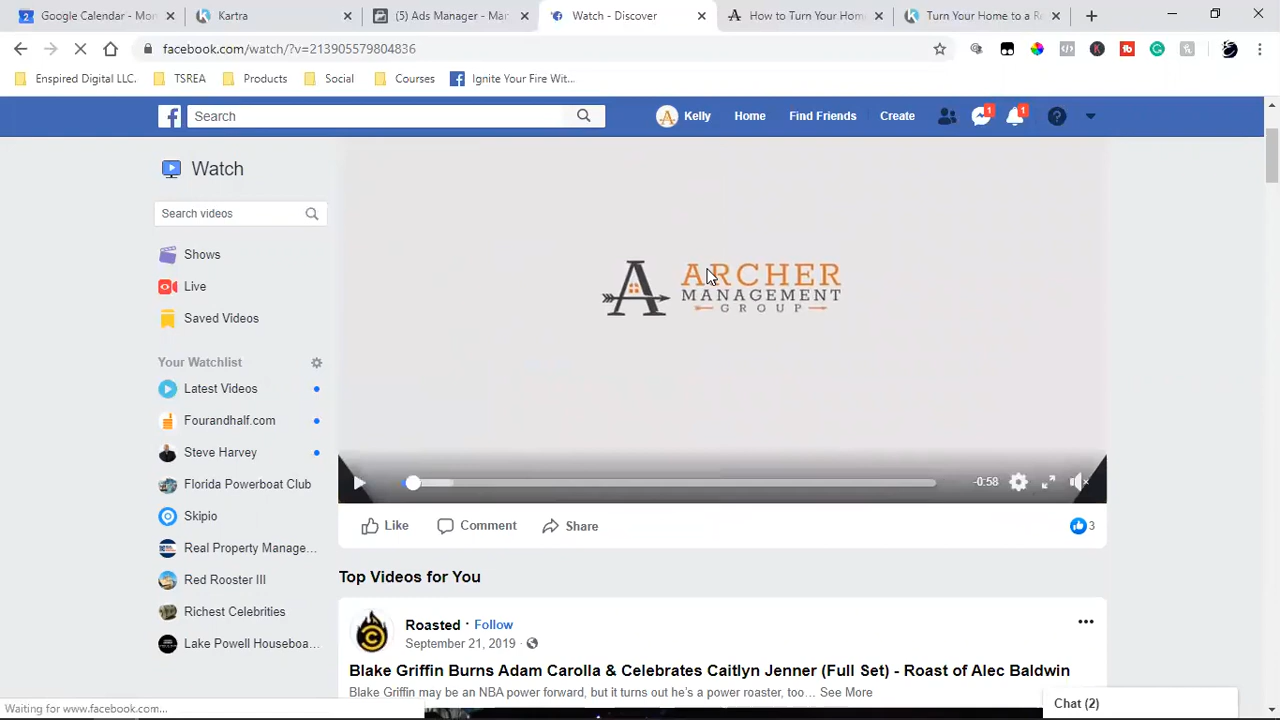 Google Calendar - Mon
Kartra
(5) Ads Manager - Man
Watch - Discover
How to Turn Your Hom
Turn Your Home to a Re
facebook.com/watch/?v=213905579804836
Enspired Digital LLC.
TSREA
Products
Social
Courses
Ignite Your Fire Wit...
Search
Kelly
Home
Find Friends
Create
1
1
Watch
Search videos
Shows
Live
Saved Videos
Your Watchlist
Latest Videos
Fourandhalf.com
Steve Harvey
Florida Powerboat Club
Skipio
Real Property Manage...
Red Rooster III
Richest Celebrities
Lake Powell Houseboa...
ARCHER
MANAGEMENT
GROUP
-0:58
Like
Comment
Share
3
Top Videos for You
Roasted · Follow
September 21, 2019
Blake Griffin Burns Adam Carolla & Celebrates Caitlyn Jenner (Full Set) - Roast of Alec Baldwin
Blake Griffin may be an NBA power forward, but it turns out he's a power roaster, too… See More
Chat (2)
Waiting for www.facebook.com...